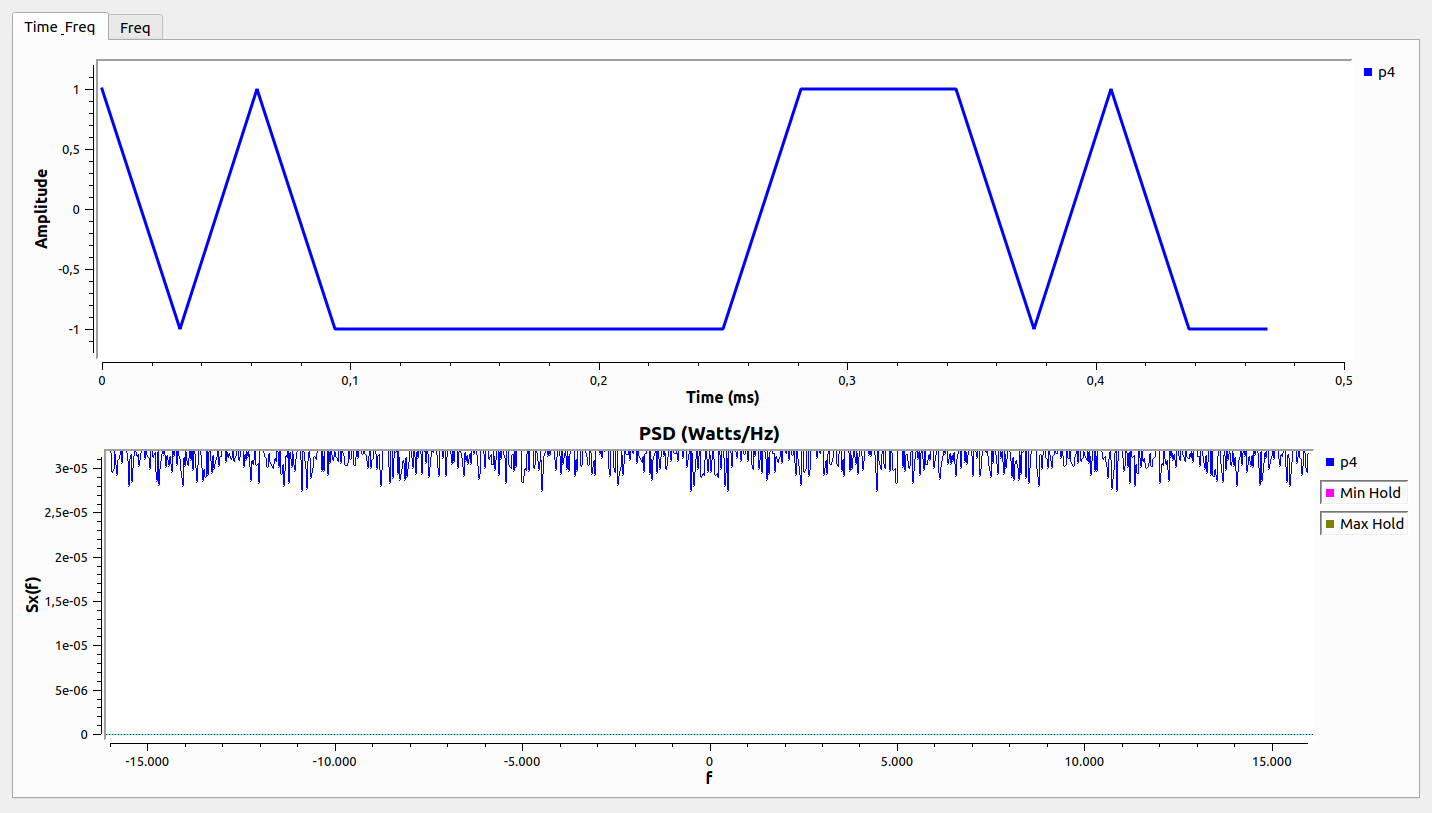 Time_Freq
Freq
p4
1
0,5
0
-0,5
-1
Amplitude
0
0,1
0,2
0,3
0,4
0,5
Time (ms)
PSD (Watts/Hz)
p4
Min Hold
Max Hold
3e-05
2,5e-05
2e-05
1,5e-05
1e-05
5e-06
0
Sx(f)
-15.000
-10.000
-5.000
0
5.000
10.000
15.000
f